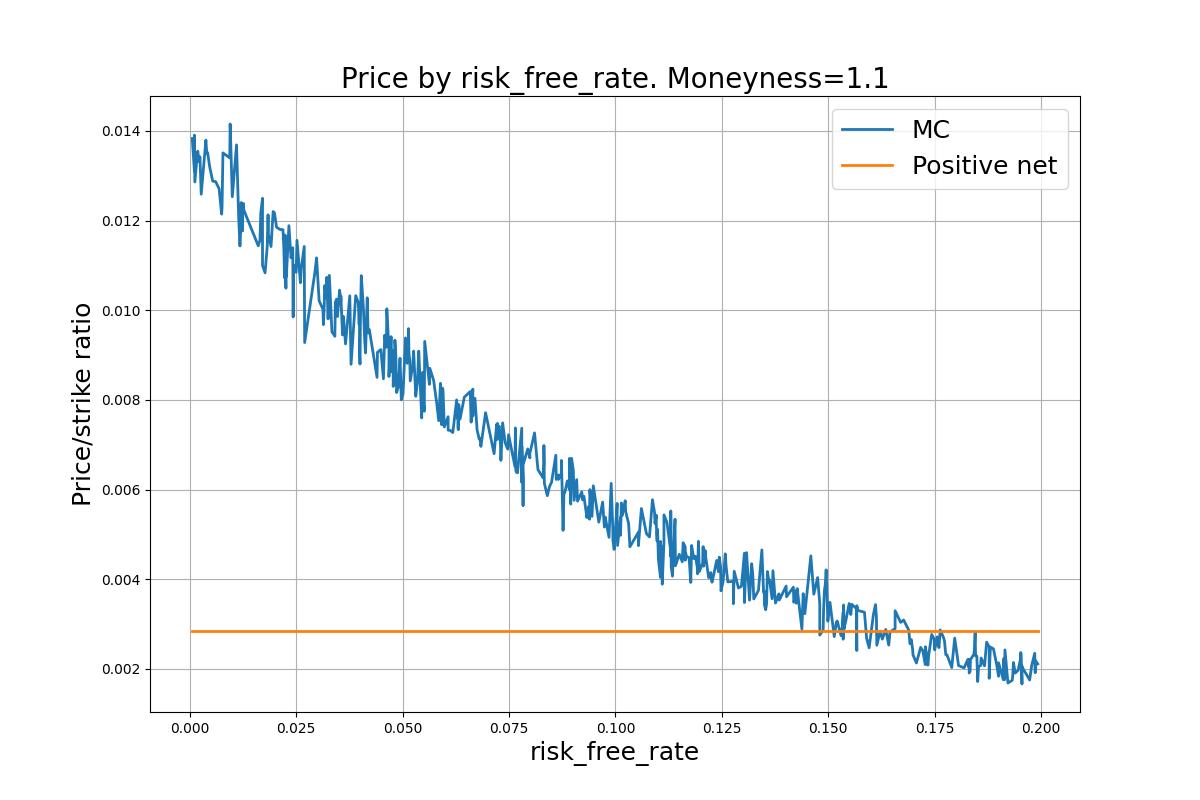 Price by risk_free_rate. Moneyness=1.1
MC
Positive net
Price/strike ratio
0.014
0.012
0.010
0.008
0.006
0.004
0.002
0.000 0.025 0.050 0.075 0.100 0.125 0.150 0.175 0.200
risk_free_rate